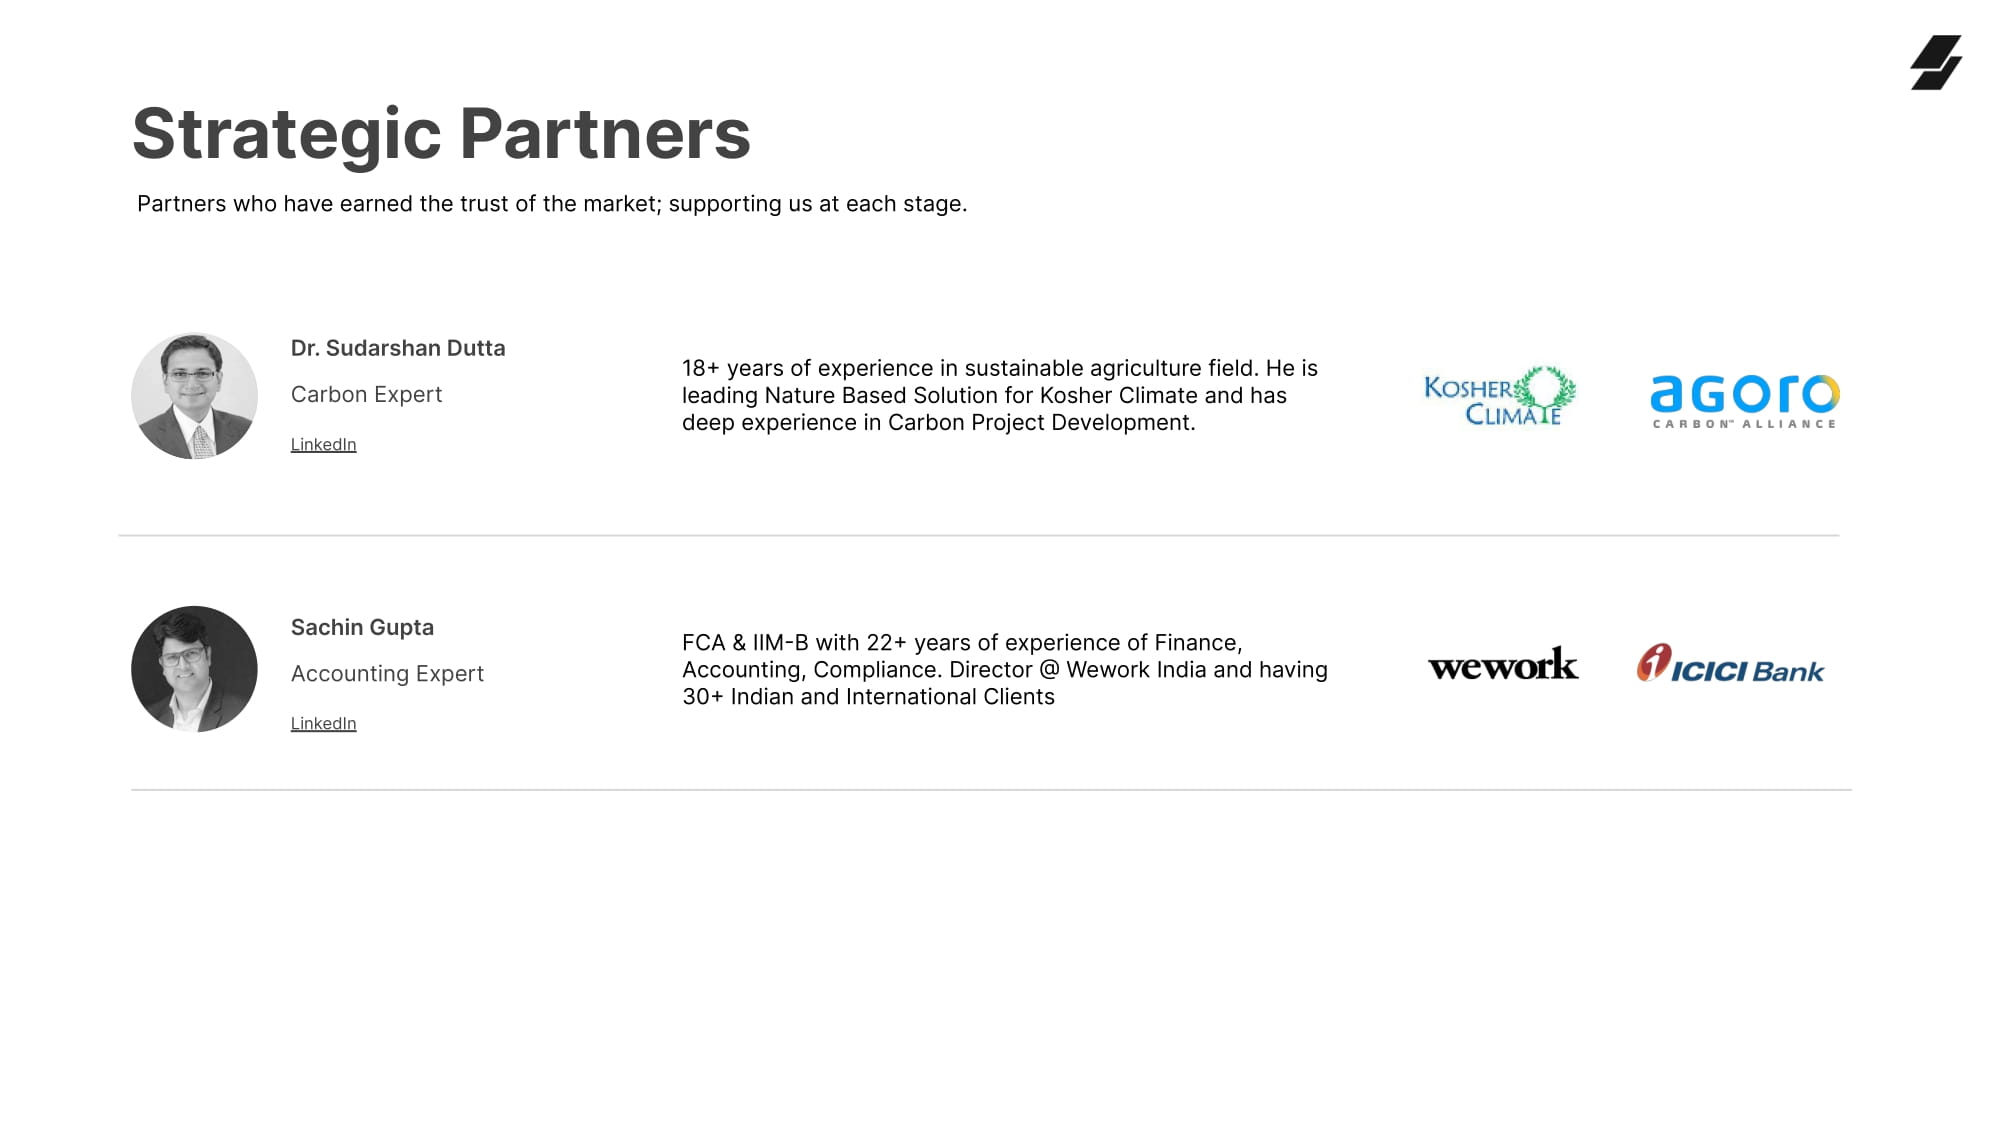 Strategic Partners
Partners who have earned the trust of the market; supporting us at each stage.
Dr. Sudarshan Dutta
Carbon Expert
LinkedIn
18+ years of experience in sustainable agriculture field. He is
leading Nature Based Solution for Kosher Climate and has
deep experience in Carbon Project Development.
KOSHER
CLIMATE
agoro
CARBON™ ALLIANCE
Sachin Gupta
Accounting Expert
LinkedIn
FCA & IIM-B with 22+ years of experience of Finance,
Accounting, Compliance. Director @ Wework India and having
30+ Indian and International Clients
wework
ICICI Bank